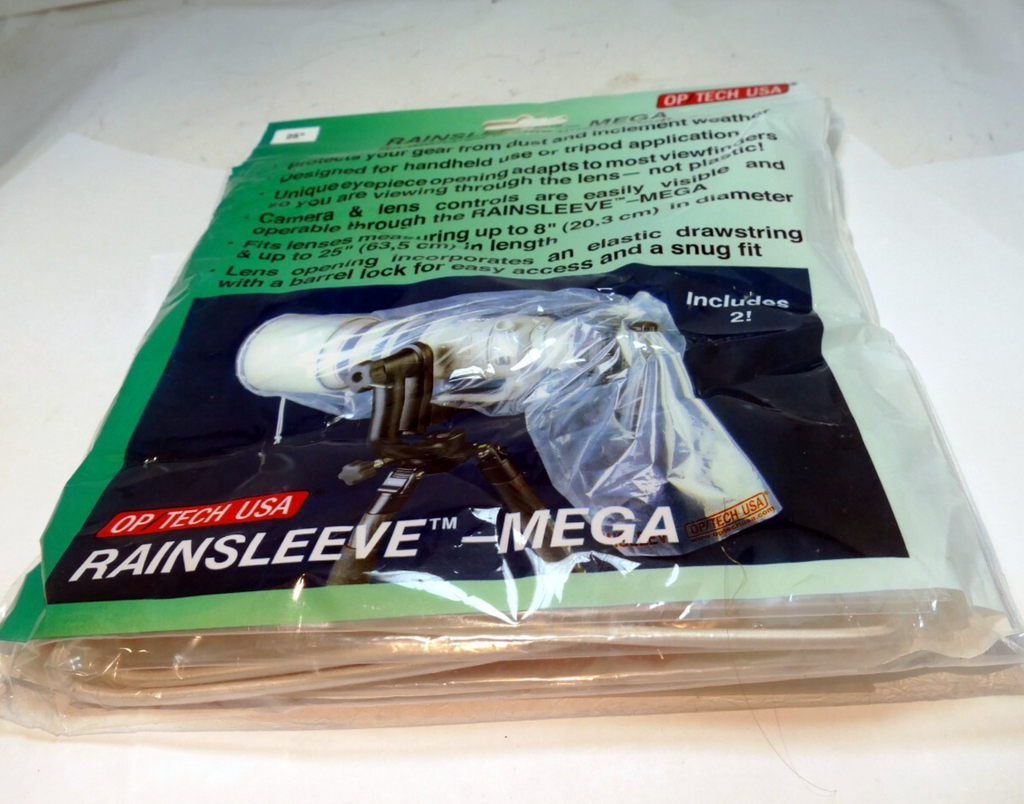 OP TECH USA
25"
RAINSLEEVE™–MEGA
• Protects your gear from dust and inclement weather
• Designed for handheld use or tripod application
• Unique eyepiece opening adapts to most viewfinders
so you are viewing through the lens— not plastic!
• Camera & lens controls are easily visible and
operable through the RAINSLEEVE™–MEGA
• Fits lenses measuring up to 8" (20,3 cm) in diameter
& up to 25" (63,5 cm) in length
• Lens opening incorporates an elastic drawstring
with a barrel lock for easy access and a snug fit
Includes
2!
OP TECH USA
RAINSLEEVE™ –MEGA
OP/TECH USA